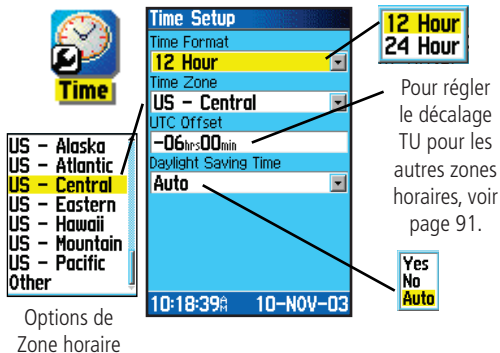 Time
Time Setup
Time Format
12 Hour
Time Zone
US - Central
UTC Offset
-06hrs00min
Daylight Saving Time
Auto
10:18:39A 10-NOV-03
12 Hour
24 Hour
Pour régler
le décalage
TU pour les
autres zones
horaires, voir
page 91.
US - Alaska
US - Atlantic
US - Central
US - Eastern
US - Hawaii
US - Mountain
US - Pacific
Other
Options de
Zone horaire
Yes
No
Auto